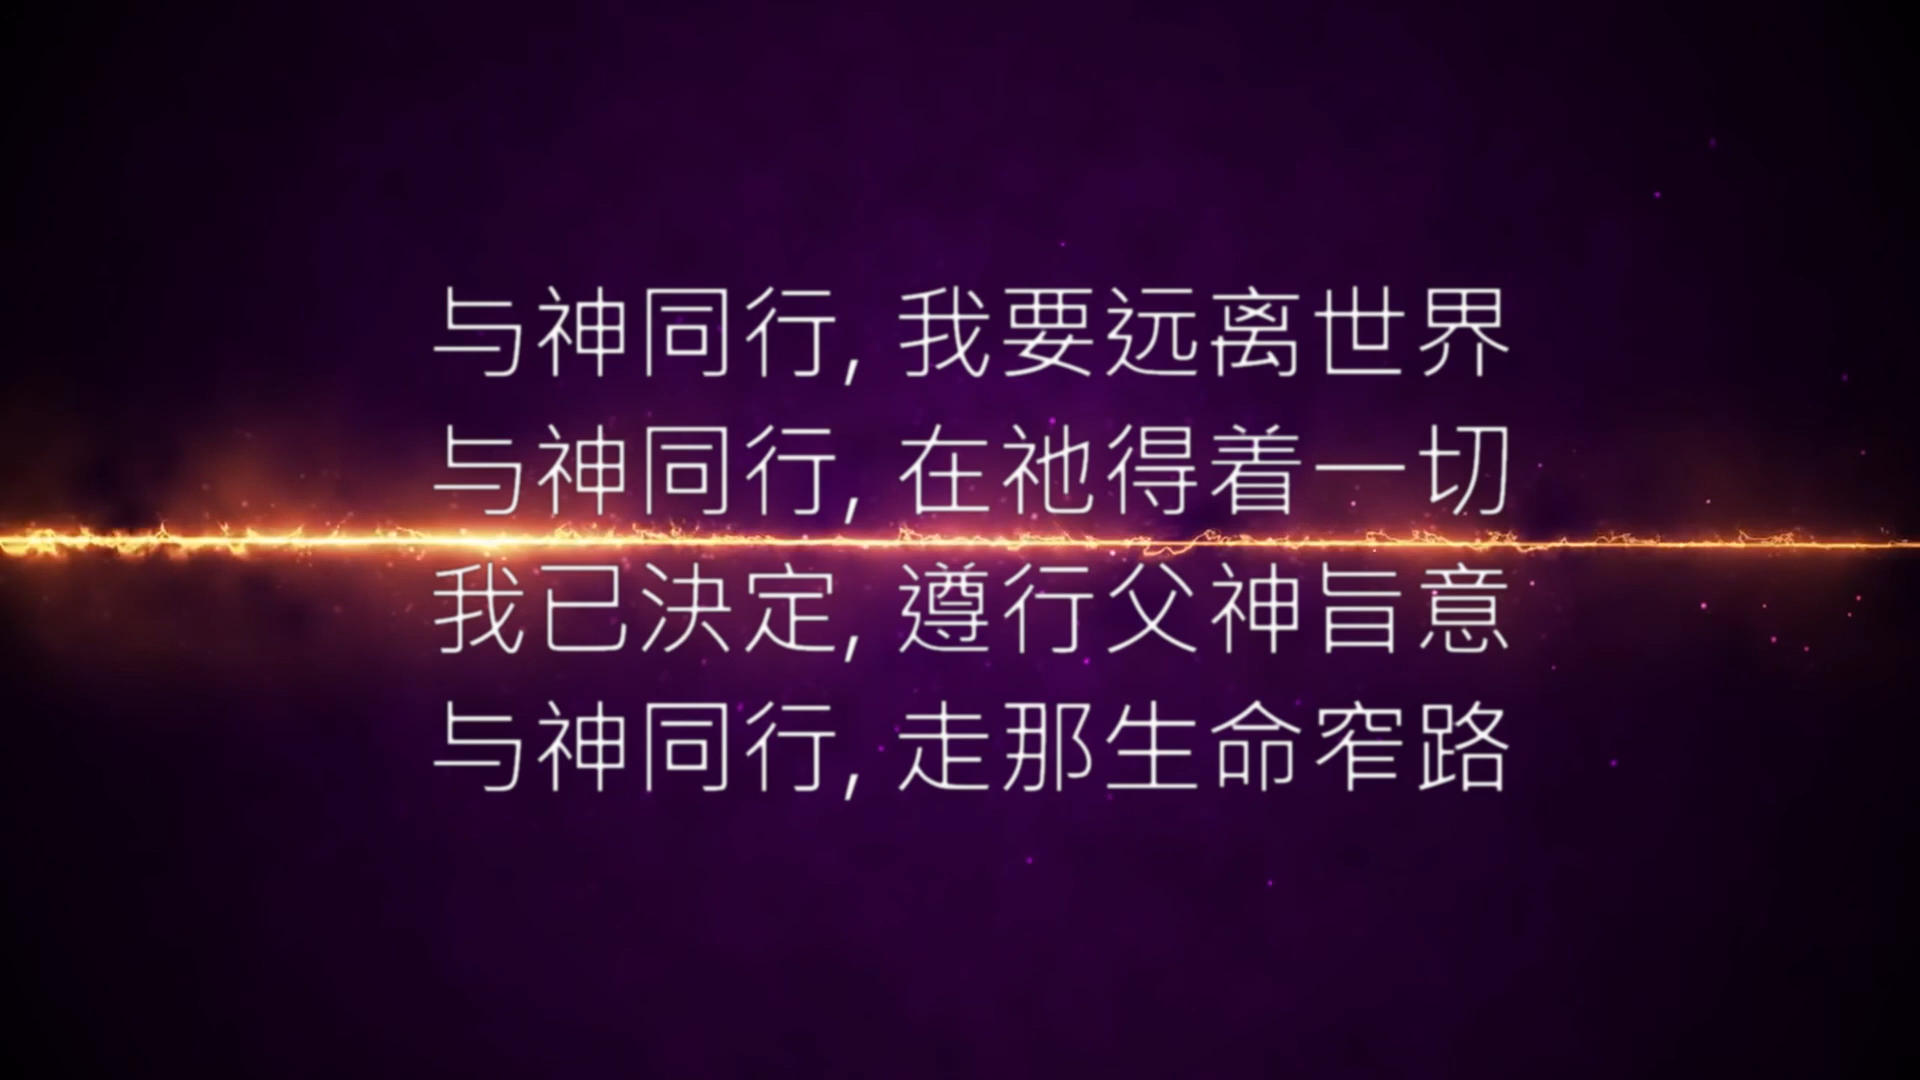 与神同行, 我要远离世界
与神同行, 在祂得着一切
我已決定, 遵行父神旨意
与神同行, 走那生命窄路